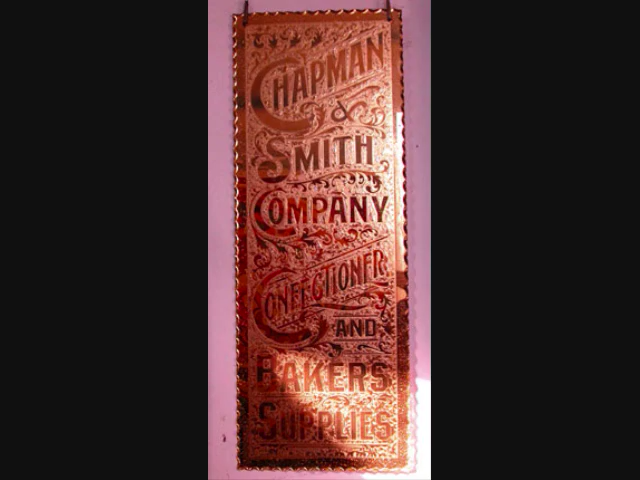 CHAPMAN
&
SMITH
COMPANY
CONFECTIONER
AND
BAKERS
SUPPLIES